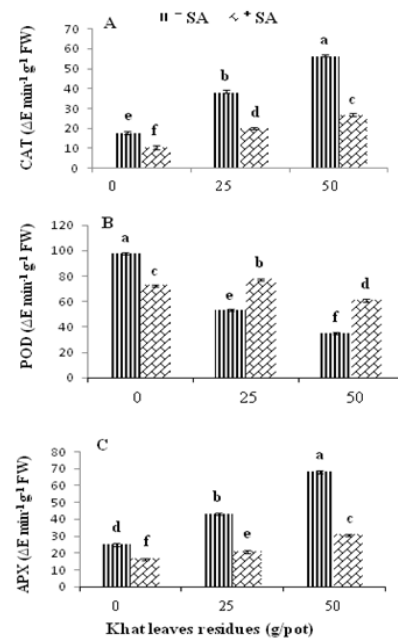 A
− SA + SA
CAT (ΔE min⁻¹ g⁻¹ FW)
70
60
50
40
30
20
10
0
e f b d a c
0 25 50
B
POD (ΔE min⁻¹ g⁻¹ FW)
120
100
80
60
40
20
0
a c e b f d
0 25 50
C
APX (ΔE min⁻¹ g⁻¹ FW)
80
70
60
50
40
30
20
10
0
d f b e a c
0 25 50
Khat leaves residues (g/pot)